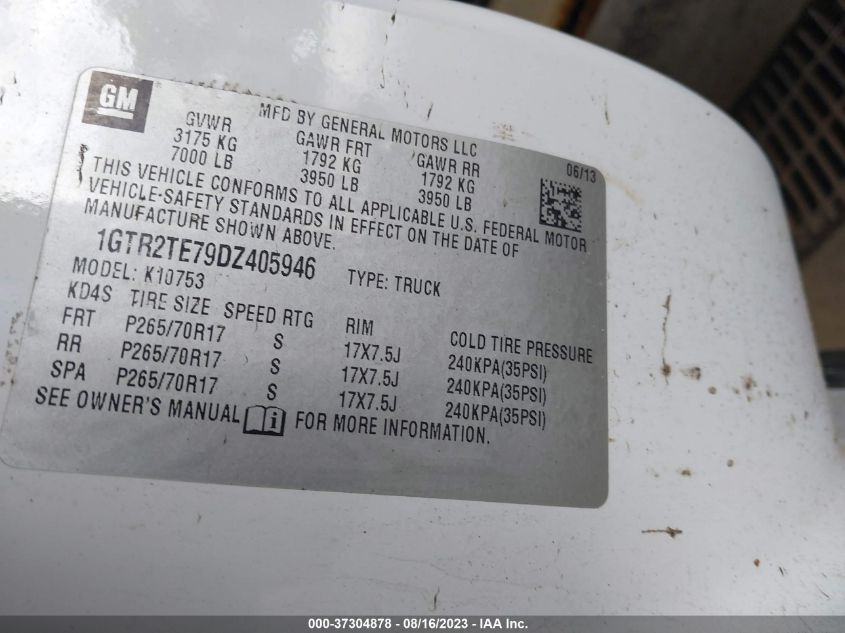 GM
MFD BY GENERAL MOTORS LLC
GVWR GAWR FRT GAWR RR 06/13
3175 KG 1792 KG 1792 KG
7000 LB 3950 LB 3950 LB
THIS VEHICLE CONFORMS TO ALL APPLICABLE U.S. FEDERAL MOTOR
VEHICLE-SAFETY STANDARDS IN EFFECT ON THE DATE OF
MANUFACTURE SHOWN ABOVE.
1GTR2TE79DZ405946 TYPE: TRUCK
MODEL: K10753
KD4S TIRE SIZE SPEED RTG RIM COLD TIRE PRESSURE
FRT P265/70R17 S 17X7.5J 240KPA(35PSI)
RR P265/70R17 S 17X7.5J 240KPA(35PSI)
SPA P265/70R17 S 17X7.5J 240KPA(35PSI)
SEE OWNER'S MANUAL i FOR MORE INFORMATION.
000-37304878 - 08/16/2023 - IAA Inc.